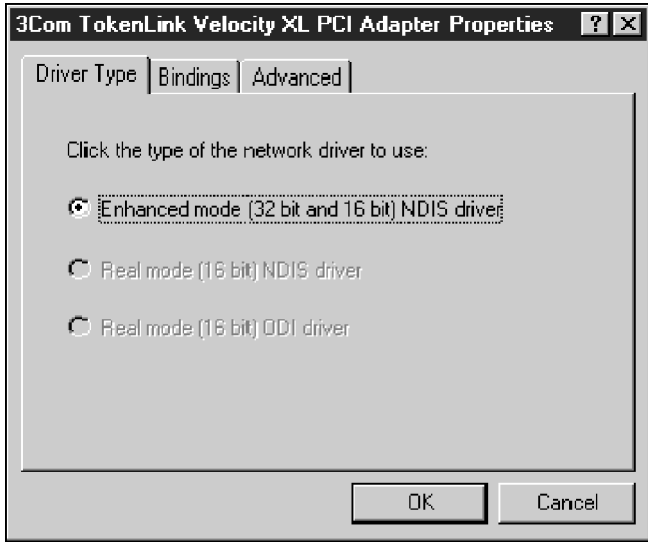 3Com TokenLink Velocity XL PCI Adapter Properties ? X
Driver Type Bindings Advanced
Click the type of the network driver to use:
Enhanced mode (32 bit and 16 bit) NDIS driver
Real mode (16 bit) NDIS driver
Real mode (16 bit) ODI driver
OK Cancel